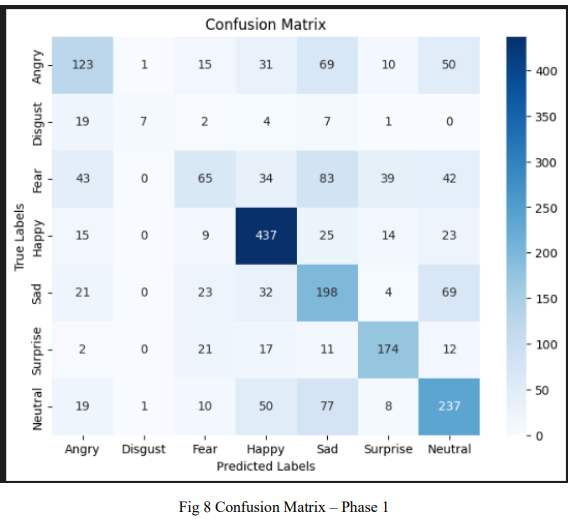 Confusion Matrix
Angry 123 1 15 31 69 10 50
Disgust 19 7 2 4 7 1 0
Fear 43 0 65 34 83 39 42
Happy 15 0 9 437 25 14 23
Sad 21 0 23 32 198 4 69
Surprise 2 0 21 17 11 174 12
Neutral 19 1 10 50 77 8 237
True Labels
Angry Disgust Fear Happy Sad Surprise Neutral
Predicted Labels
400
350
300
250
200
150
100
50
0
Fig 8 Confusion Matrix – Phase 1